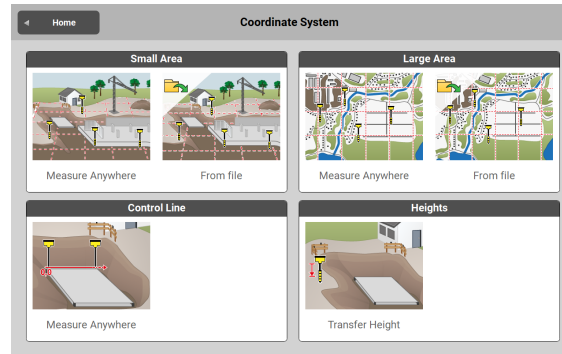 Home
Coordinate System
Small Area
Large Area
Measure Anywhere
From file
Measure Anywhere
From file
Control Line
Heights
0,0
Measure Anywhere
Transfer Height